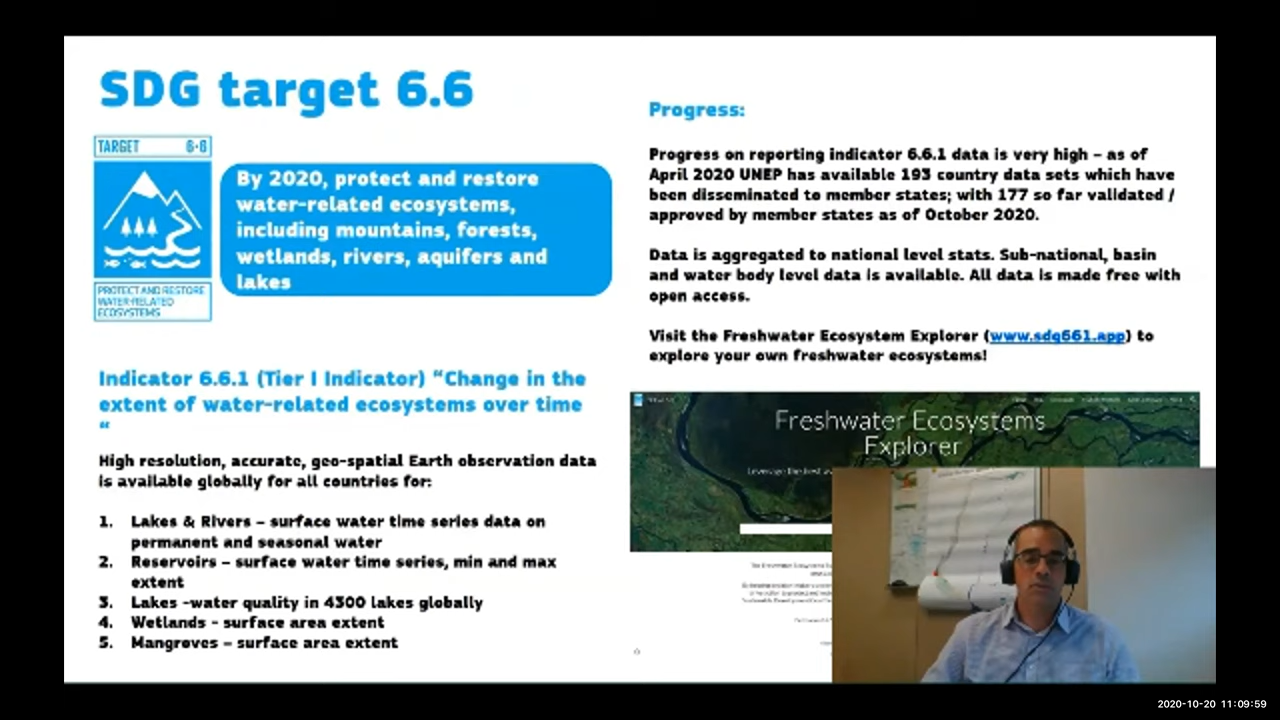 SDG target 6.6
TARGET 6·6
PROTECT AND RESTORE
WATER-RELATED
ECOSYSTEMS
By 2020, protect and restore
water-related ecosystems,
including mountains, forests,
wetlands, rivers, aquifers and
lakes
Indicator 6.6.1 (Tier I Indicator) “Change in the
extent of water-related ecosystems over time
“
High resolution, accurate, geo-spatial Earth observation data
is available globally for all countries for:
1. Lakes & Rivers – surface water time series data on
permanent and seasonal water
2. Reservoirs – surface water time series, min and max
extent
3. Lakes -water quality in 4300 lakes globally
4. Wetlands - surface area extent
5. Mangroves – surface area extent
Progress:
Progress on reporting indicator 6.6.1 data is very high – as of
April 2020 UNEP has available 193 country data sets which have
been disseminated to member states; with 177 so far validated /
approved by member states as of October 2020.
Data is aggregated to national level stats. Sub-national, basin
and water body level data is available. All data is made free with
open access.
Visit the Freshwater Ecosystem Explorer (www.sdg661.app) to
explore your own freshwater ecosystems!
Freshwater Ecosystems
Explorer
Leverage the best
2020-10-20 11:09:59